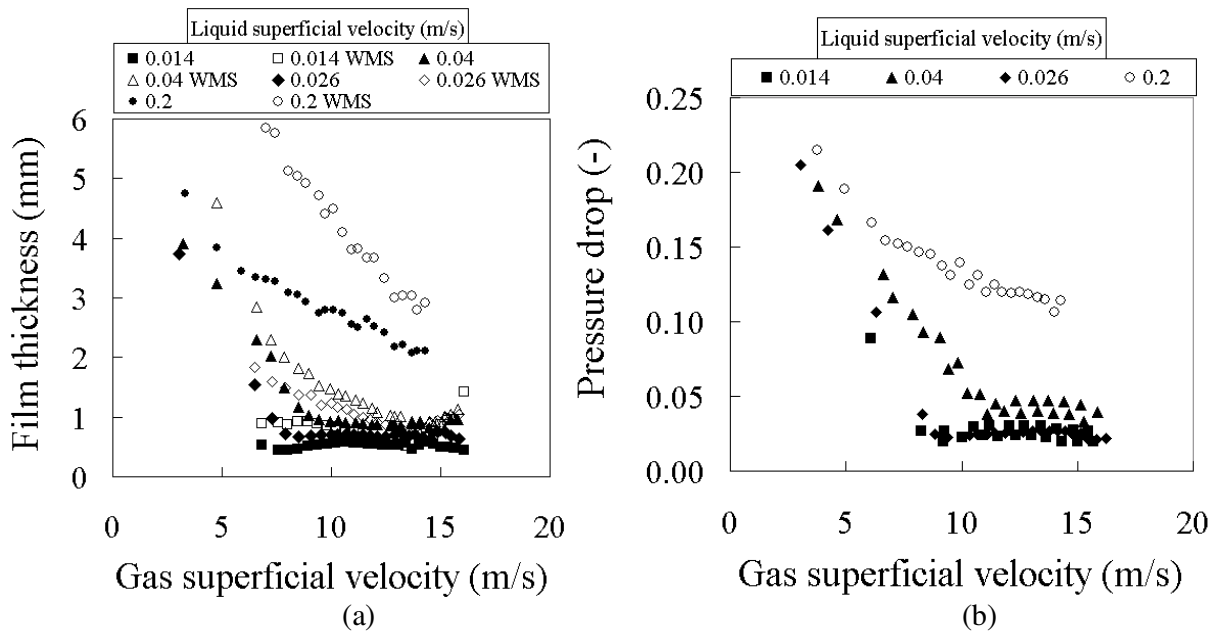 Liquid superficial velocity (m/s)
0.014 0.014 WMS 0.04
0.04 WMS 0.026 0.026 WMS
0.2 0.2 WMS
Film thickness (mm)
6
5
4
3
2
1
0
0 5 10 15 20
Gas superficial velocity (m/s)
(a)
Liquid superficial velocity (m/s)
0.014 0.04 0.026 0.2
Pressure drop (-)
0.25
0.20
0.15
0.10
0.05
0.00
0 5 10 15 20
Gas superficial velocity (m/s)
(b)